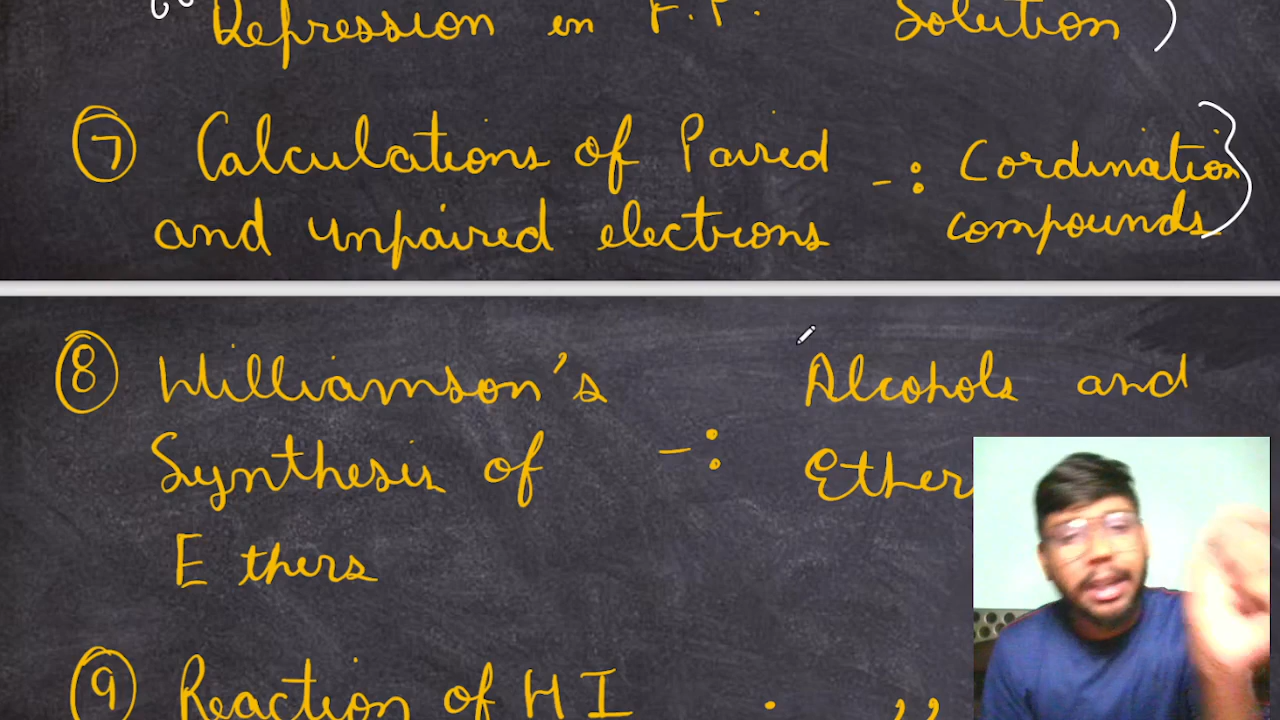 Depression in F.P. Solution )
7 Calculations of Paired -: Cordination
and unpaired electrons compounds
8 Williamson's Alcohols and
Synthesis of -: Ether
Ethers
9 Reaction of HI ,,